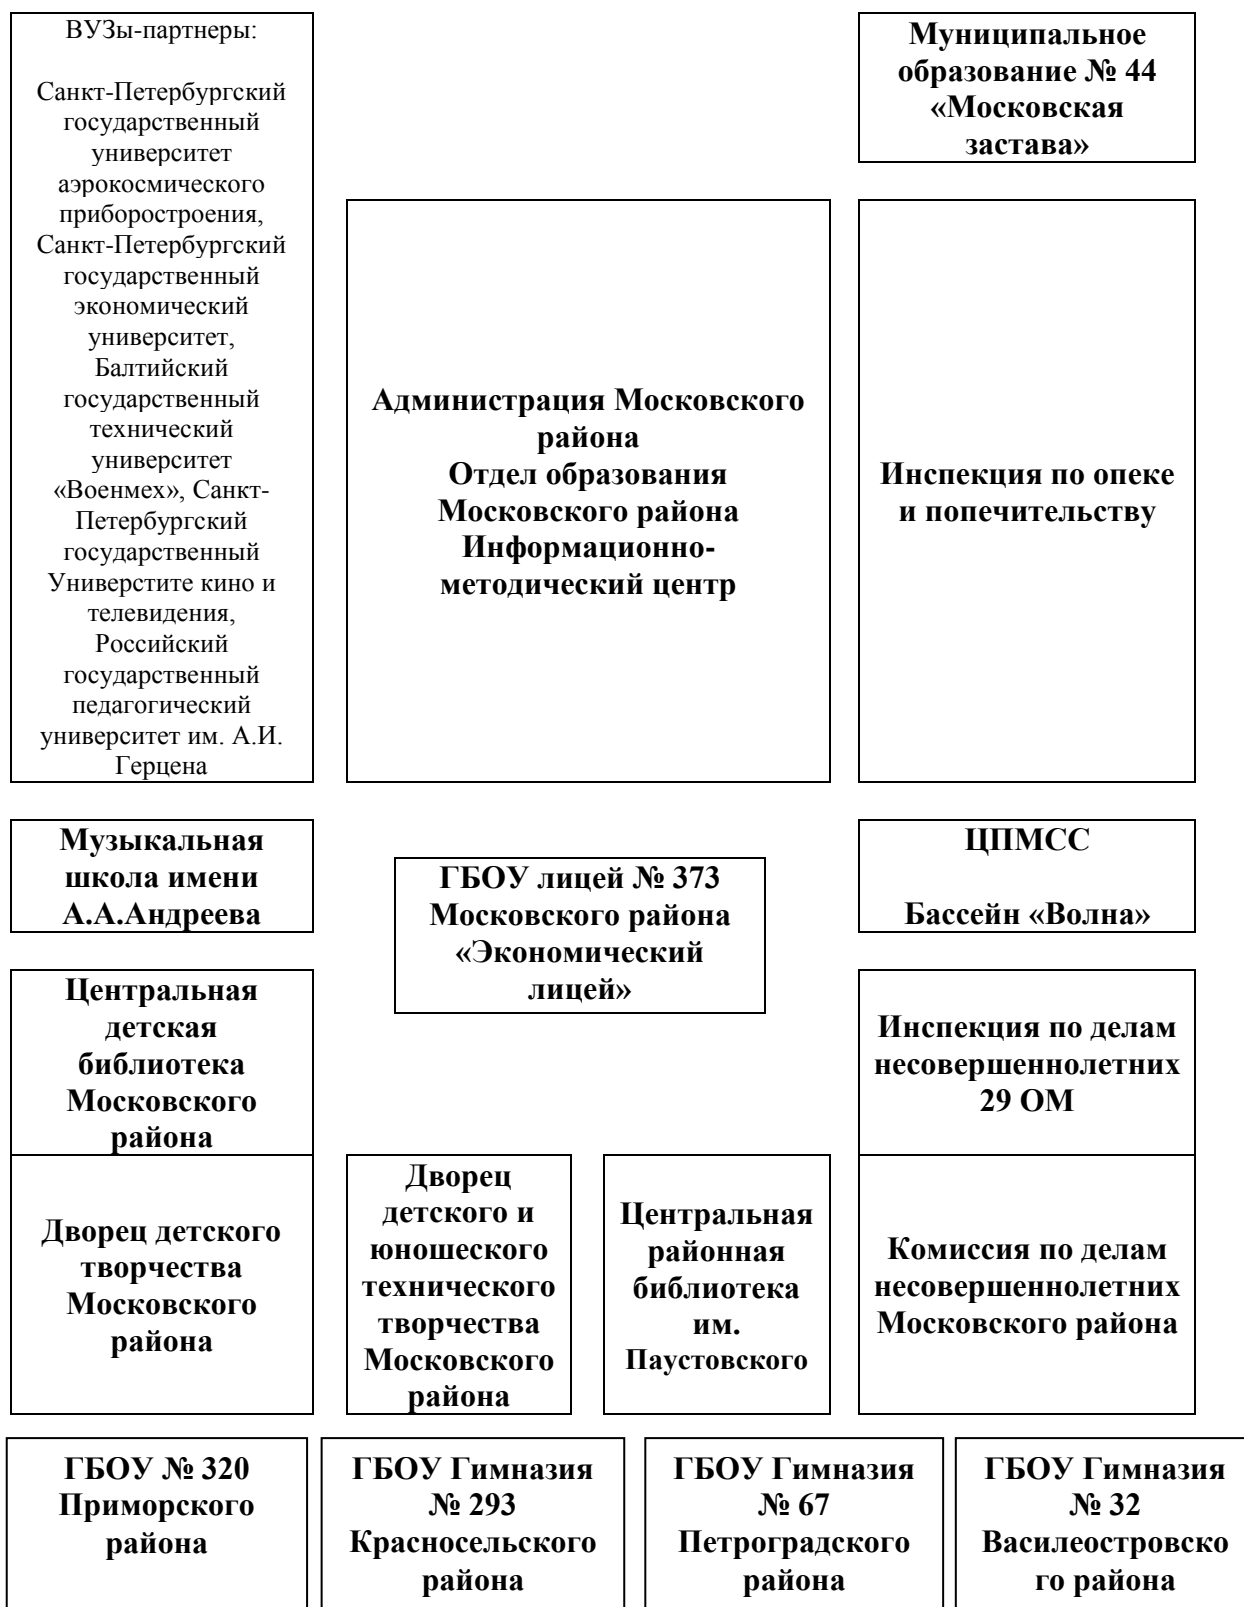 ВУЗы-партнеры:
Санкт-Петербургский
государственный
университет
аэрокосмического
приборостроения,
Санкт-Петербургский
государственный
экономический
университет,
Балтийский
государственный
технический
университет
«Военмех», Санкт-
Петербургский
государственный
Универстите кино и
телевидения,
Российский
государственный
педагогический
университет им. А.И.
Герцена
Муниципальное
образование № 44
«Московская
застава»
Администрация Московского
района
Отдел образования
Московского района
Информационно-
методический центр
Инспекция по опеке
и попечительству
Музыкальная
школа имени
А.А.Андреева
ГБОУ лицей № 373
Московского района
«Экономический
лицей»
ЦПМСС
Бассейн «Волна»
Центральная
детская
библиотека
Московского
района
Инспекция по делам
несовершеннолетних
29 ОМ
Дворец детского
творчества
Московского
района
Дворец
детского и
юношеского
технического
творчества
Московского
района
Центральная
районная
библиотека
им.
Паустовского
Комиссия по делам
несовершеннолетних
Московского района
ГБОУ № 320
Приморского
района
ГБОУ Гимназия
№ 293
Красносельского
района
ГБОУ Гимназия
№ 67
Петроградского
района
ГБОУ Гимназия
№ 32
Василеостровско
го района